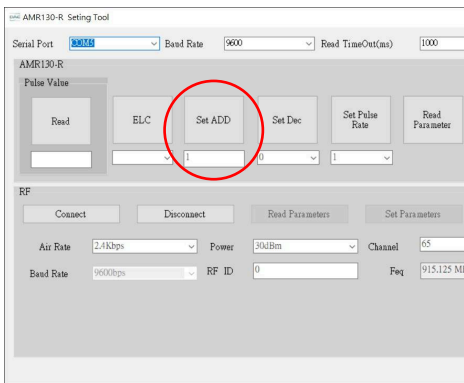 AMR130-R Seting Tool
Serial Port COM5 Baud Rate 9600 Read TimeOut(ms) 1000
AMR130-R
Pulse Value
Read ELC Set ADD Set Dec Set Pulse Rate Read Parameter
1 0 1
RF
Connect Disconnect Read Parameters Set Parameters
Air Rate 2.4Kbps Power 30dBm Channel 65
Baud Rate 9600bps RF ID 0 Feq 915.125 M